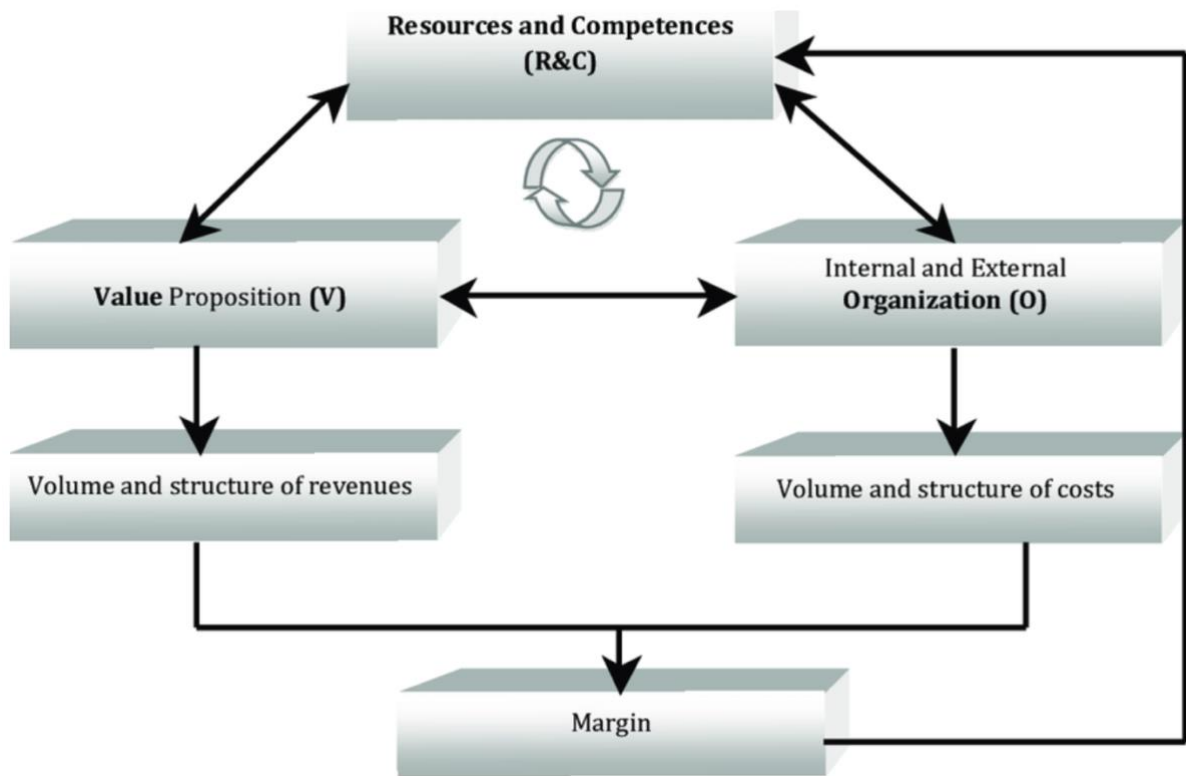 Resources and Competences
(R&C)
Value Proposition (V)
Internal and External
Organization (O)
Volume and structure of revenues
Volume and structure of costs
Margin